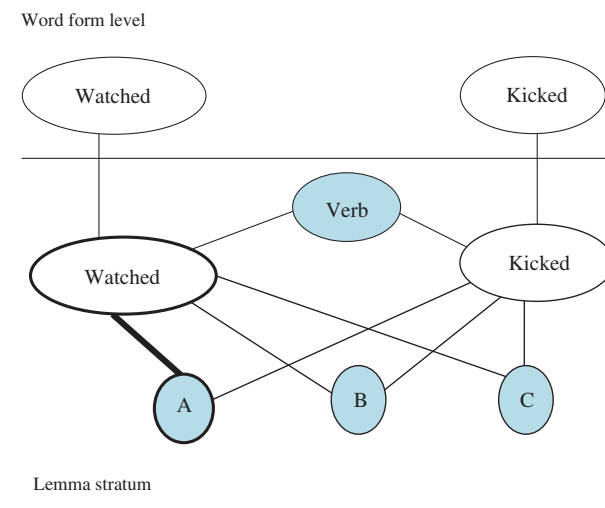 Word form level
Watched
Kicked
Verb
Watched
Kicked
A
B
C
Lemma stratum